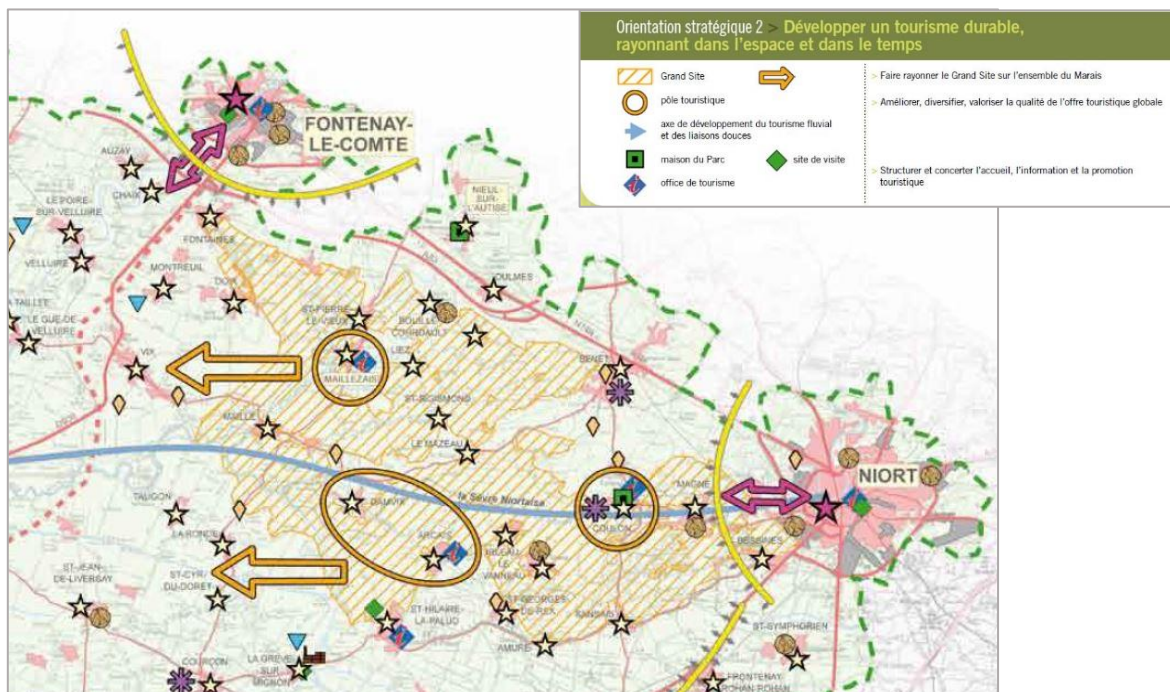 Orientation stratégique 2 > Développer un tourisme durable,
rayonnant dans l'espace et dans le temps
Grand Site
> Faire rayonner le Grand Site sur l'ensemble du Marais
pôle touristique
> Améliorer, diversifier, valoriser la qualité de l'offre touristique globale
axe de développement du tourisme fluvial
et des liaisons douces
maison du Parc
site de visite
> Structurer et concerter l'accueil, l'information et la promotion
touristique
office de tourisme
FONTENAY-
LE-COMTE
AUZAY
CHAIX
LE POIRE-
SUR-VELLUIRE
NIEUL-
SUR-
L'AUTISE
FONTAINES
VELLUIRE
MONTREUIL
DOIX
OULMES
A TAILLEE
LE GUE-DE-
VELLUIRE
ST-PIERRE-
LE-VIEUX
BOUILLE-
COURDAULT
VIX
LIEZ
BENET
MAILLEZAIS
ST-SIGISMOND
MAILLE
LE MAZEAU
NIORT
la Sèvre Niortaise
MAGNE
DAMVIX
TAUGON
COULON
LA RONDE
ARCAIS
LE
VANNEAU
BESSINES
ST-JEAN-
DE-LIVERSAY
ST-CYR-
DU-DORET
ST-HILAIRE-
LA-PALUD
ST-GEORGES-
DE-REX
SANSAIS
ST-SYMPHORIEN
AMURE
COURCON
LA GREVE-
SUR-
MIGNON
FRONTENAY-
ROHAN-ROHAN